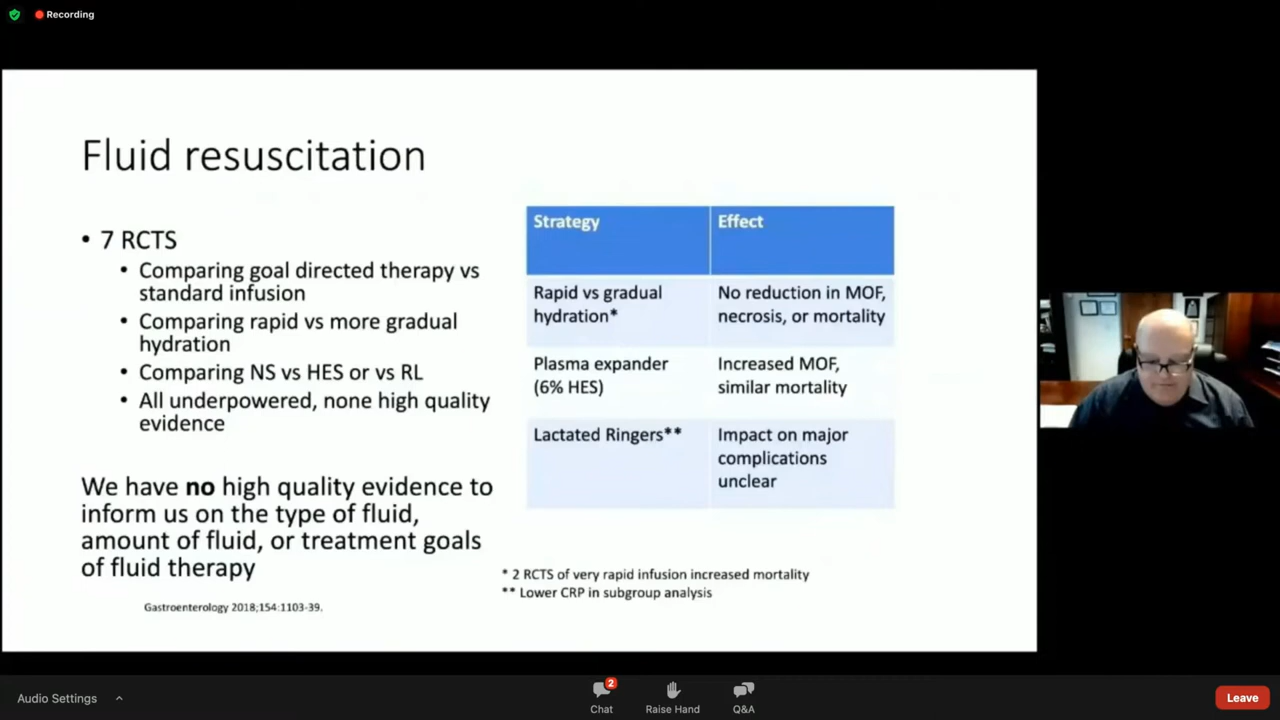 Recording
Fluid resuscitation
• 7 RCTS
• Comparing goal directed therapy vs
standard infusion
• Comparing rapid vs more gradual
hydration
• Comparing NS vs HES or vs RL
• All underpowered, none high quality
evidence
We have no high quality evidence to
inform us on the type of fluid,
amount of fluid, or treatment goals
of fluid therapy
Gastroenterology 2018;154:1103-39.
Strategy Effect
Rapid vs gradual No reduction in MOF,
hydration* necrosis, or mortality
Plasma expander Increased MOF,
(6% HES) similar mortality
Lactated Ringers** Impact on major
complications
unclear
* 2 RCTS of very rapid infusion increased mortality
** Lower CRP in subgroup analysis
Audio Settings
2
Chat
Raise Hand
Q&A
Leave